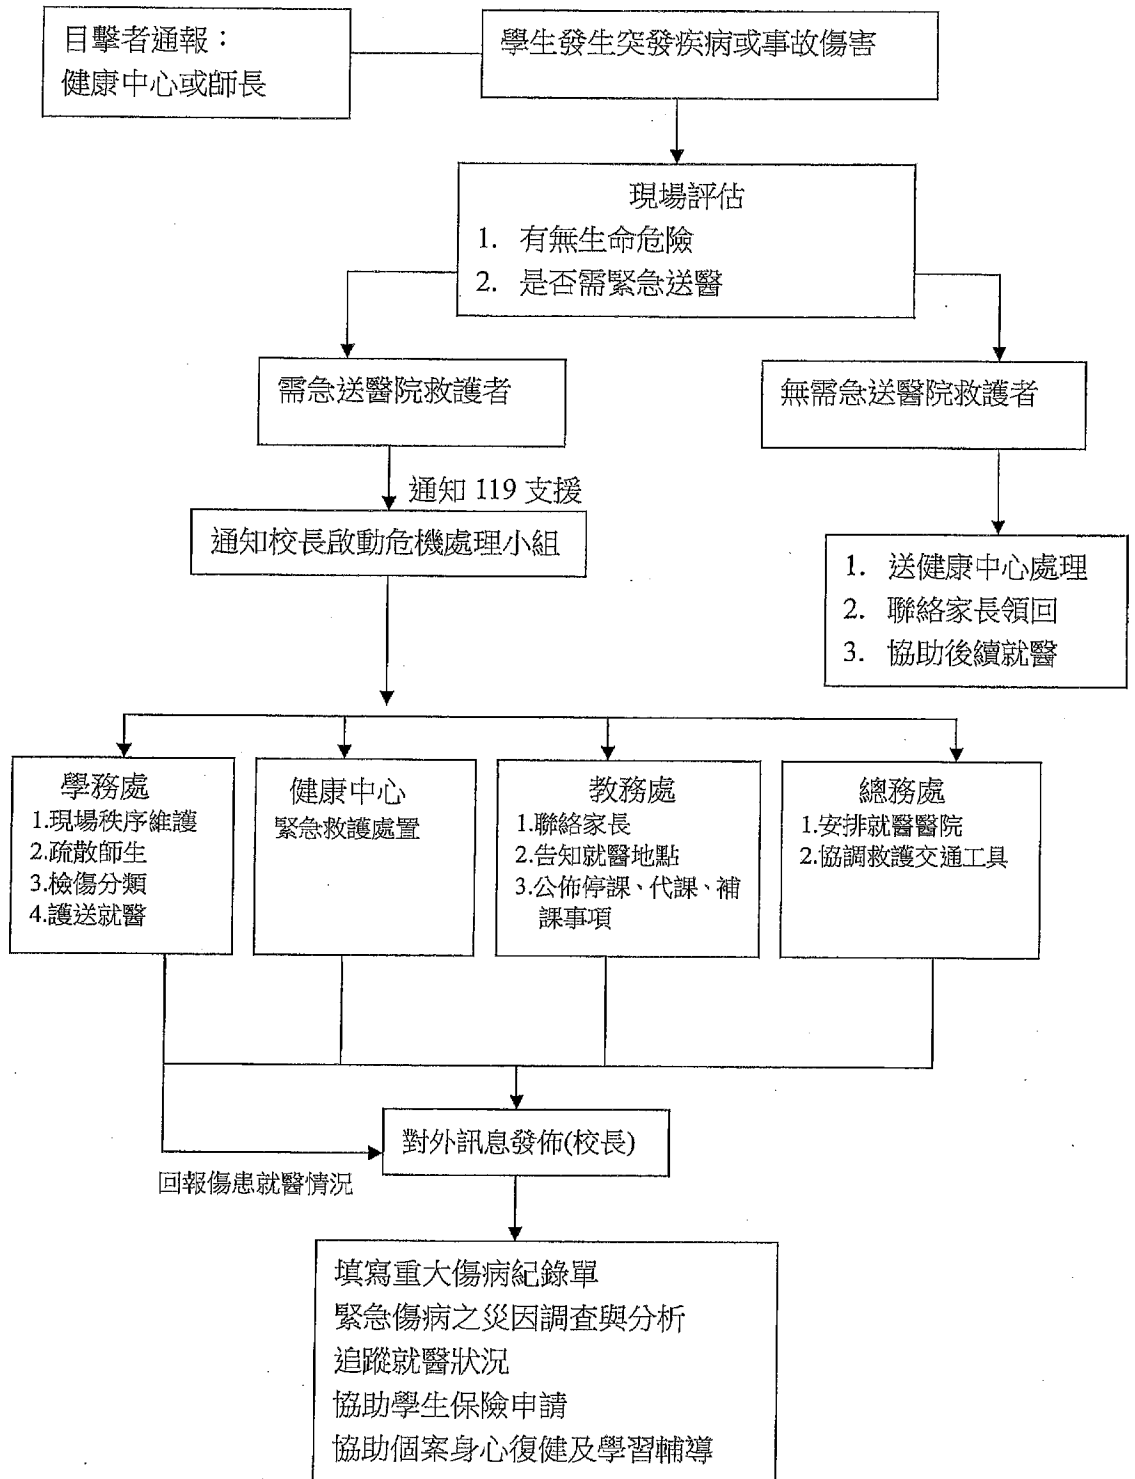 目擊者通報：
健康中心或師長
學生發生突發疾病或事故傷害
現場評估
1. 有無生命危險
2. 是否需緊急送醫
需急送醫院救護者
無需急送醫院救護者
通知 119 支援
通知校長啟動危機處理小組
1. 送健康中心處理
2. 聯絡家長領回
3. 協助後續就醫
學務處
1.現場秩序維護
2.疏散師生
3.檢傷分類
4.護送就醫
健康中心
緊急救護處置
教務處
1.聯絡家長
2.告知就醫地點
3.公佈停課、代課、補
課事項
總務處
1.安排就醫醫院
2.協調救護交通工具
對外訊息發佈(校長)
回報傷患就醫情況
填寫重大傷病紀錄單
緊急傷病之災因調查與分析
追蹤就醫狀況
協助學生保險申請
協助個案身心復健及學習輔導